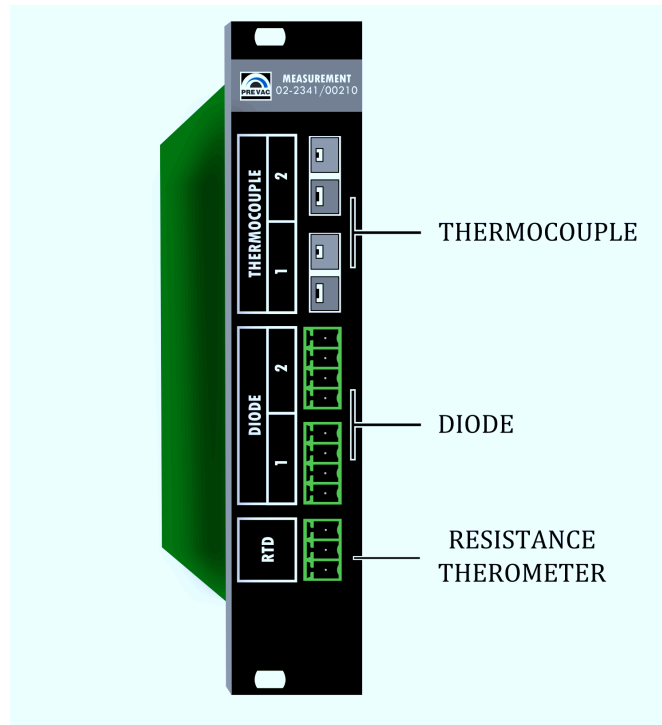 PREVAC
MEASUREMENT
02-2341/00210
THERMOCOUPLE
2
1
THERMOCOUPLE
DIODE
2
1
DIODE
RTD
RESISTANCE
THEROMETER